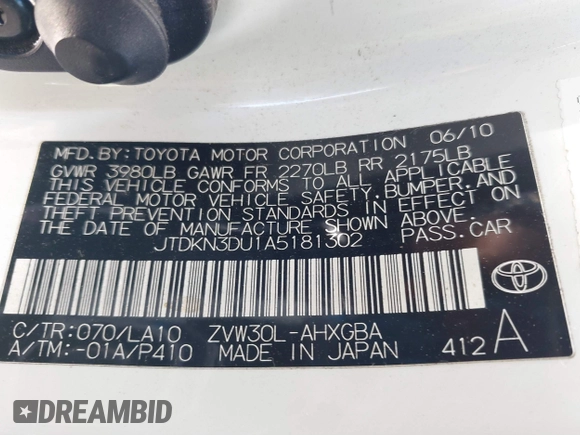 MFD. BY: TOYOTA MOTOR CORPORATION 06/10
GVWR 3980LB GAWR FR 2270LB RR 2175LB
THIS VEHICLE CONFORMS TO ALL APPLICABLE
FEDERAL MOTOR VEHICLE SAFETY, BUMPER, AND
THEFT PREVENTION STANDARDS IN EFFECT ON
THE DATE OF MANUFACTURE SHOWN ABOVE.
JTDKN3DU1A5181302 PASS. CAR
C/TR:070/LA10 ZVW30L-AHXGBA
A/TM:-01A/P410 MADE IN JAPAN 412 A
DREAMBID